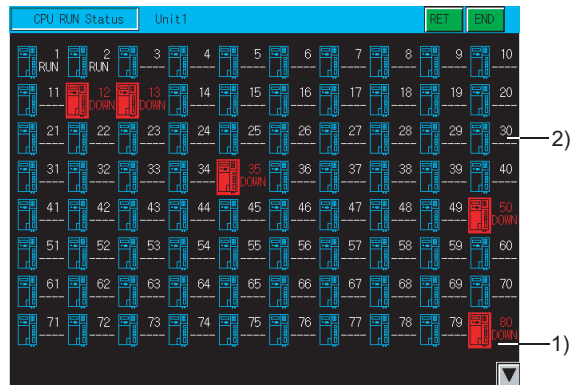 CPU RUN Status Unit1 RET END
1 2 3 4 5 6 7 8 9 10
RUN RUN --- --- --- --- --- --- --- ---
11 12 13 14 15 16 17 18 19 20
--- DOWN DOWN --- --- --- --- --- --- ---
21 22 23 24 25 26 27 28 29 30
--- --- --- --- --- --- --- --- --- ---
2)
31 32 33 34 35 36 37 38 39 40
--- --- --- --- DOWN --- --- --- --- ---
41 42 43 44 45 46 47 48 49 50
--- --- --- --- --- --- --- --- --- DOWN
51 52 53 54 55 56 57 58 59 60
--- --- --- --- --- --- --- --- --- ---
61 62 63 64 65 66 67 68 69 70
--- --- --- --- --- --- --- --- --- ---
71 72 73 74 75 76 77 78 79 80
--- --- --- --- --- --- --- --- --- DOWN
1)